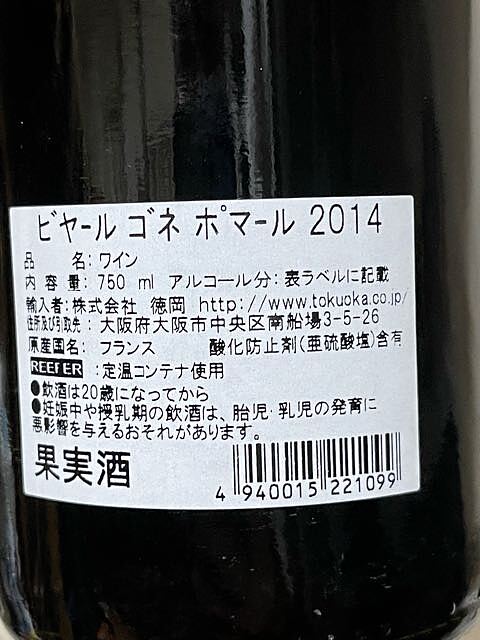 ビヤール ゴネ ポマール 2014
品 名: ワイン
内 容 量: 750 ml アルコール分: 表ラベルに記載
輸入者: 株式会社 徳岡 http://www.tokuoka.co.jp/
住所及び引取先: 大阪府大阪市中央区南船場3-5-26
原産国名: フランス 酸化防止剤(亜硫酸塩)含有
REEFER :定温コンテナ使用
●飲酒は20歳になってから
●妊娠中や授乳期の飲酒は、胎児・乳児の発育に
悪影響を与えるおそれがあります。
果実酒
4 940015 221099